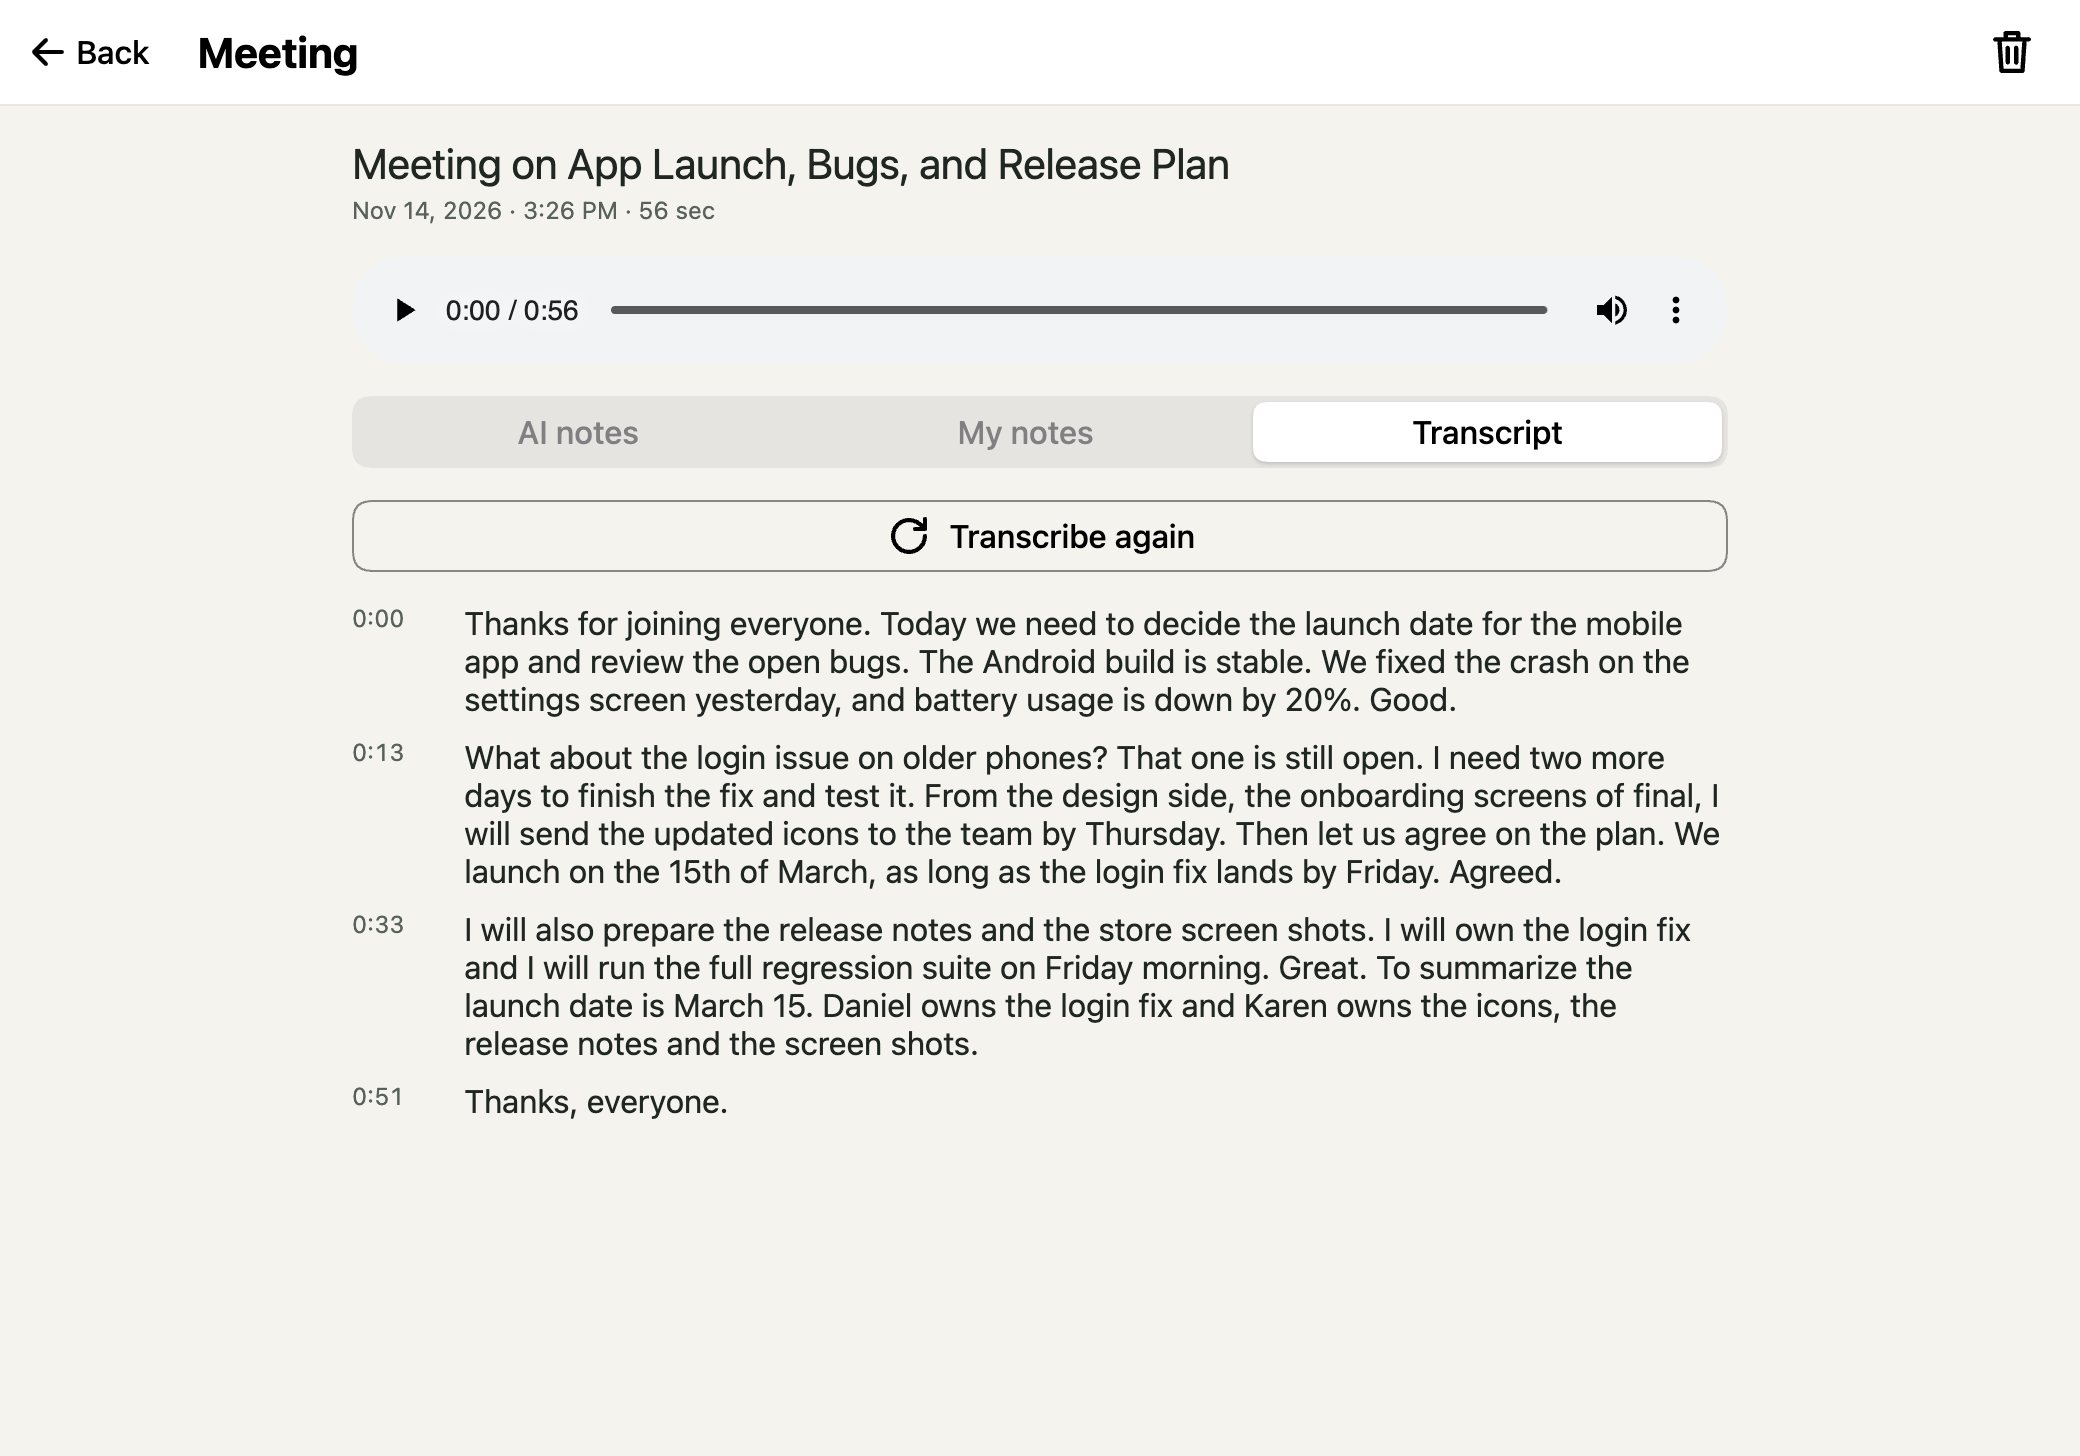 Back
Meeting
Meeting on App Launch, Bugs, and Release Plan
Nov 14, 2026 · 3:26 PM · 56 sec
0:00 / 0:56
AI notes
My notes
Transcript
Transcribe again
0:00
Thanks for joining everyone. Today we need to decide the launch date for the mobile
app and review the open bugs. The Android build is stable. We fixed the crash on the
settings screen yesterday, and battery usage is down by 20%. Good.
0:13
What about the login issue on older phones? That one is still open. I need two more
days to finish the fix and test it. From the design side, the onboarding screens of final, I
will send the updated icons to the team by Thursday. Then let us agree on the plan. We
launch on the 15th of March, as long as the login fix lands by Friday. Agreed.
0:33
I will also prepare the release notes and the store screen shots. I will own the login fix
and I will run the full regression suite on Friday morning. Great. To summarize the
launch date is March 15. Daniel owns the login fix and Karen owns the icons, the
release notes and the screen shots.
0:51
Thanks, everyone.